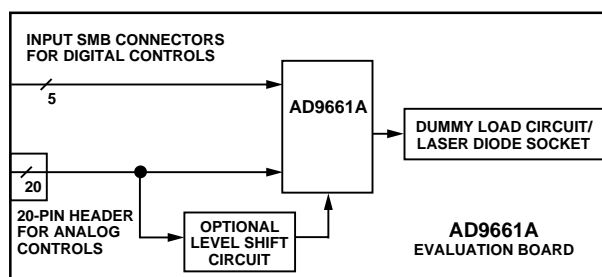 INPUT SMB CONNECTORS
FOR DIGITAL CONTROLS
5
AD9661A
DUMMY LOAD CIRCUIT/
LASER DIODE SOCKET
20
20-PIN HEADER
FOR ANALOG
CONTROLS
OPTIONAL
LEVEL SHIFT
CIRCUIT
AD9661A
EVALUATION BOARD